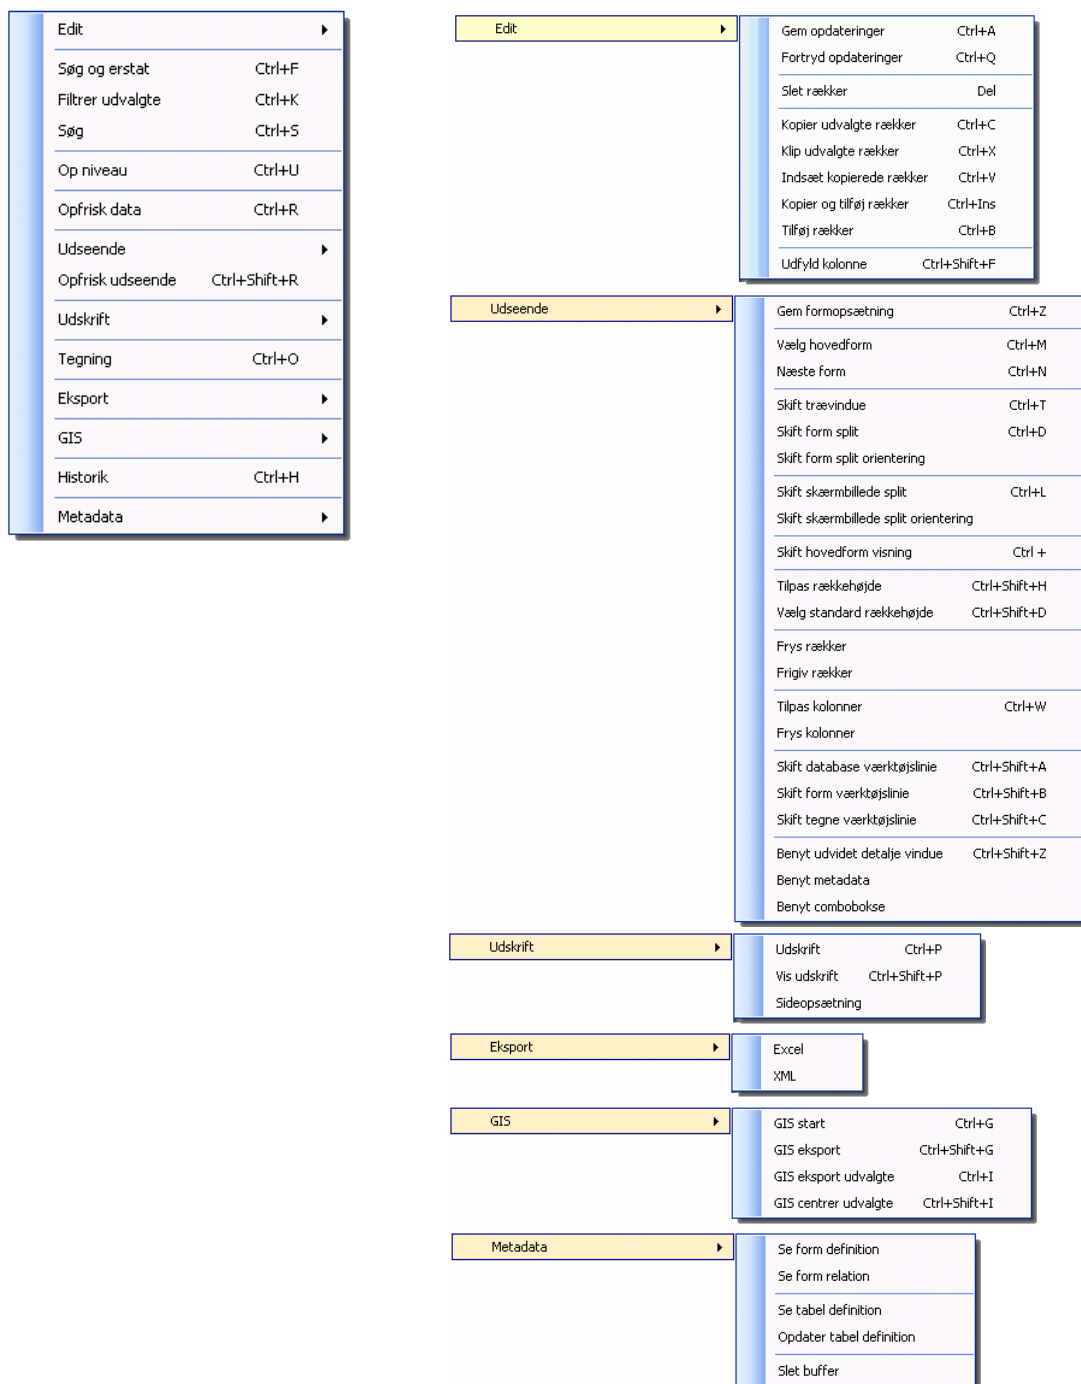 Edit
Søg og erstat Ctrl+F
Filtrer udvalgte Ctrl+K
Søg Ctrl+S
Op niveau Ctrl+U
Opfrisk data Ctrl+R
Udseende
Opfrisk udseende Ctrl+Shift+R
Udskrift
Tegning Ctrl+O
Eksport
GIS
Historik Ctrl+H
Metadata
Edit
Gem opdateringer Ctrl+A
Fortryd opdateringer Ctrl+Q
Slet rækker Del
Kopier udvalgte rækker Ctrl+C
Klip udvalgte rækker Ctrl+X
Indsæt kopierede rækker Ctrl+V
Kopier og tilføj rækker Ctrl+Ins
Tilføj rækker Ctrl+B
Udfyld kolonne Ctrl+Shift+F
Udseende
Gem formopsætning Ctrl+Z
Vælg hovedform Ctrl+M
Næste form Ctrl+N
Skift trævindue Ctrl+T
Skift form split Ctrl+D
Skift form split orientering
Skift skærmbillede split Ctrl+L
Skift skærmbillede split orientering
Skift hovedform visning Ctrl +
Tilpas rækkehøjde Ctrl+Shift+H
Vælg standard rækkehøjde Ctrl+Shift+D
Frys rækker
Frigiv rækker
Tilpas kolonner Ctrl+W
Frys kolonner
Skift database værktøjslinie Ctrl+Shift+A
Skift form værktøjslinie Ctrl+Shift+B
Skift tegne værktøjslinie Ctrl+Shift+C
Benyt udvidet detalje vindue Ctrl+Shift+Z
Benyt metadata
Benyt combobokse
Udskrift
Udskrift Ctrl+P
Vis udskrift Ctrl+Shift+P
Sideopsætning
Eksport
Excel
XML
GIS
GIS start Ctrl+G
GIS eksport Ctrl+Shift+G
GIS eksport udvalgte Ctrl+I
GIS centrer udvalgte Ctrl+Shift+I
Metadata
Se form definition
Se form relation
Se tabel definition
Opdater tabel definition
Slet buffer